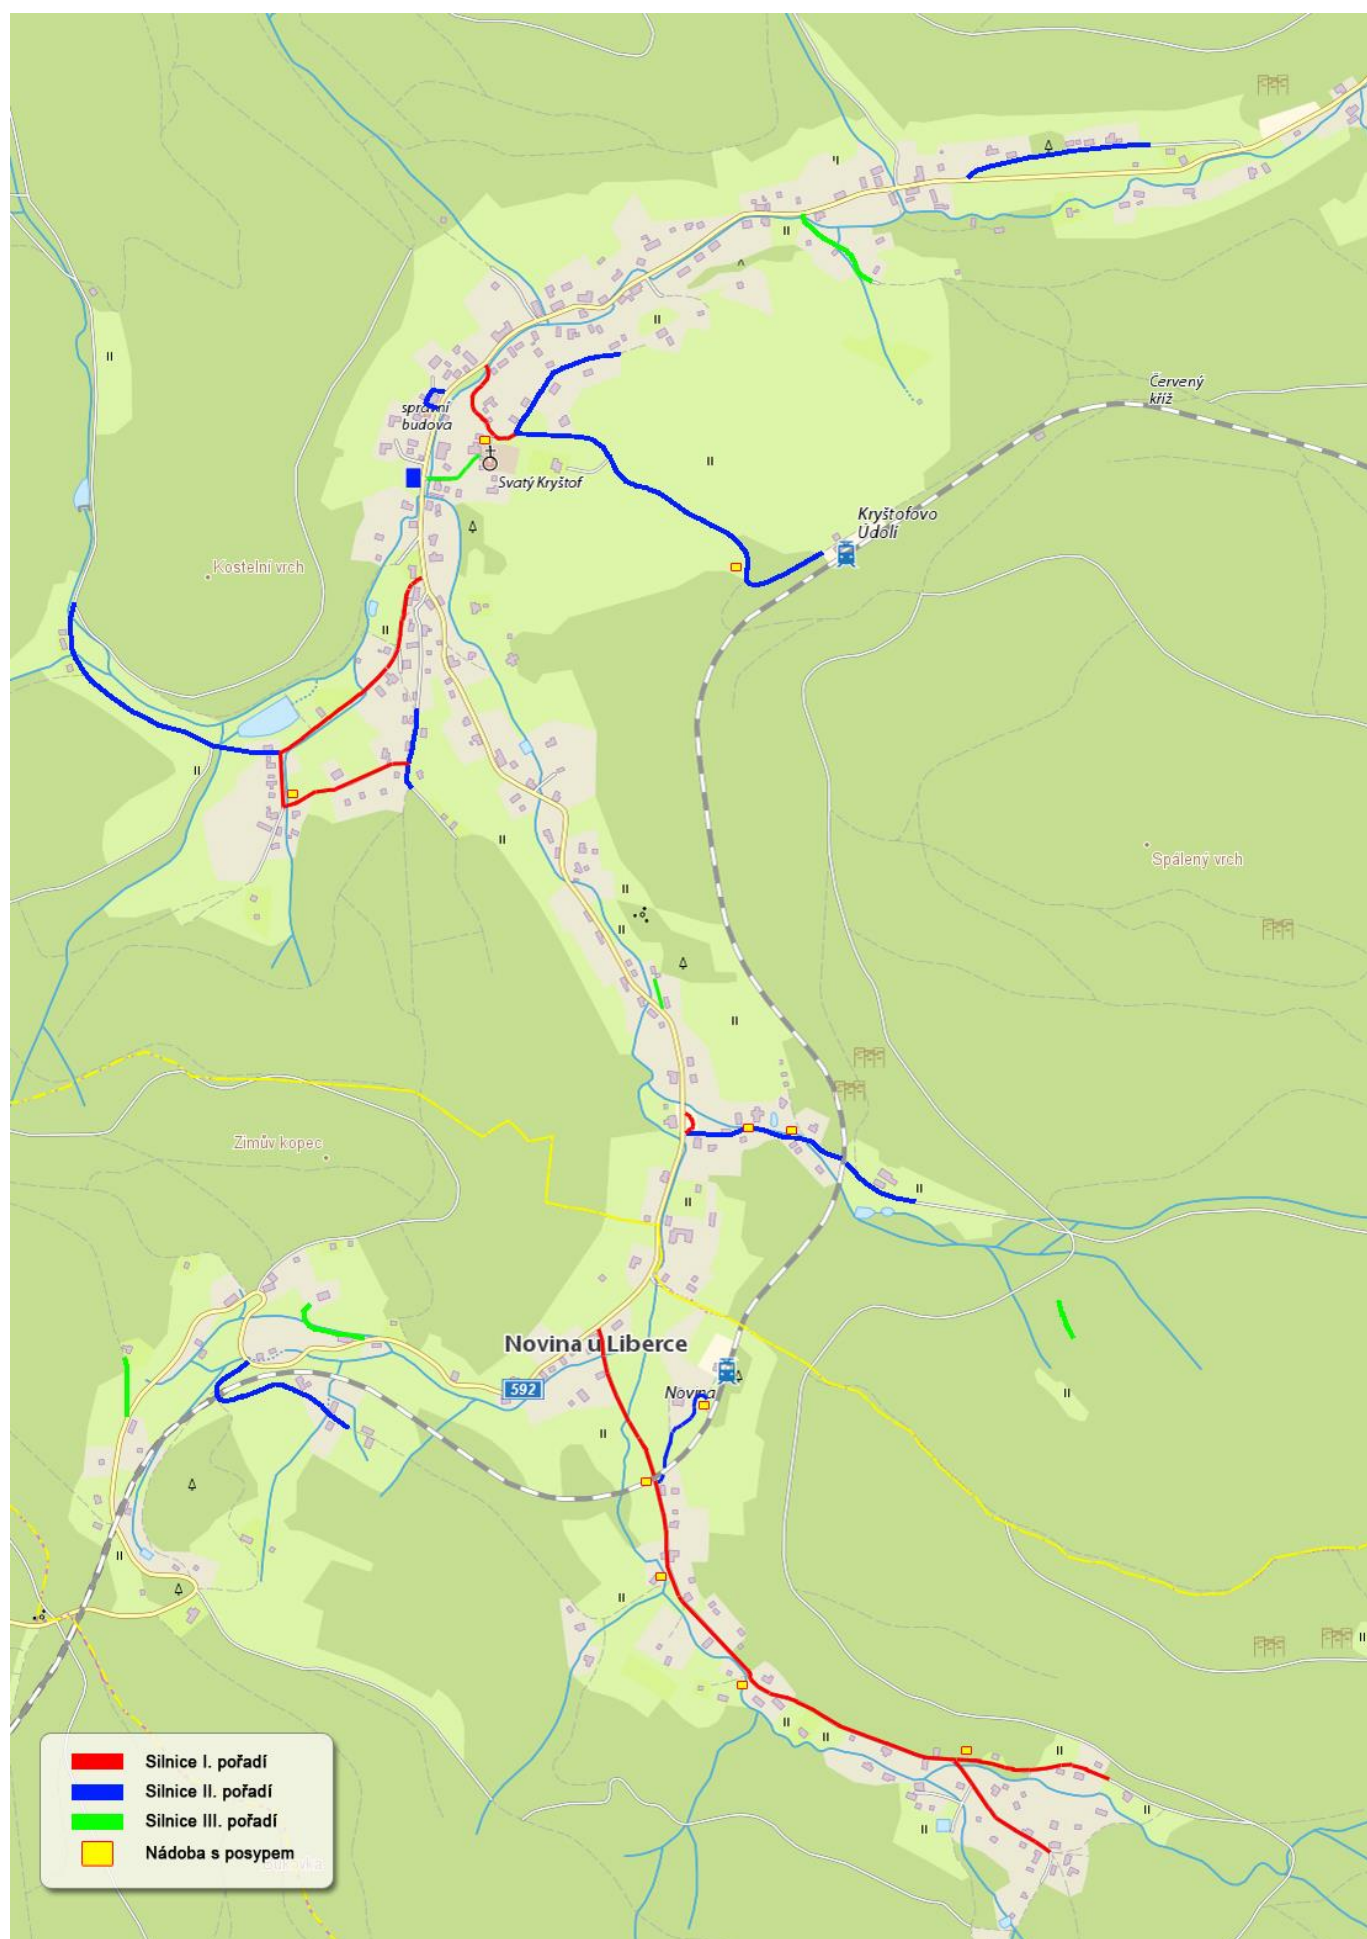 Červený
kříž
správní
budova
Svatý Kryštof
Kryštofovo
Údolí
Kostelní vrch
Spálený vrch
Zimův kopec
Novina u Liberce
592
Novina
Silnice I. pořadí
Silnice II. pořadí
Silnice III. pořadí
Nádoba s posypem